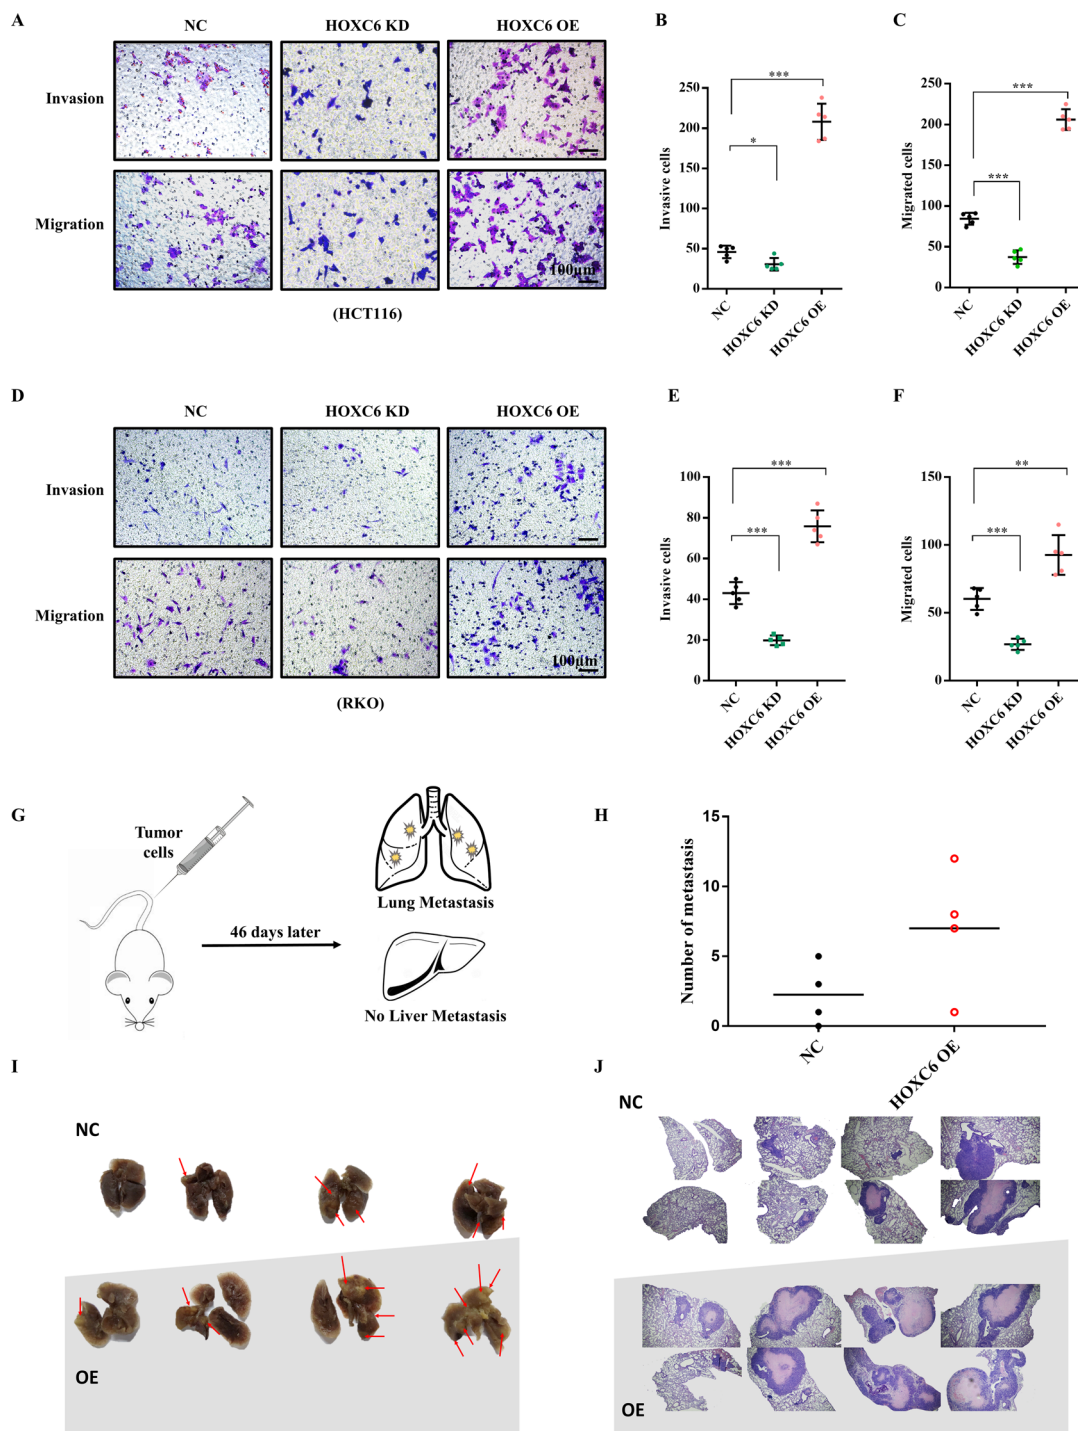 A
NC
HOXC6 KD
HOXC6 OE
Invasion
Migration
100μm
(HCT116)
B
***
*
Invasive cells
250
200
150
100
50
0
NC
HOXC6 KD
HOXC6 OE
C
***
***
Migrated cells
250
200
150
100
50
0
NC
HOXC6 KD
HOXC6 OE
D
NC
HOXC6 KD
HOXC6 OE
Invasion
Migration
100μm
(RKO)
E
***
***
Invasive cells
100
80
60
40
20
0
NC
HOXC6 KD
HOXC6 OE
F
**
***
Migrated cells
150
100
50
0
NC
HOXC6 KD
HOXC6 OE
G
Tumor
cells
46 days later
Lung Metastasis
No Liver Metastasis
H
Number of metastasis
15
10
5
0
NC
HOXC6 OE
I
NC
OE
J
NC
OE